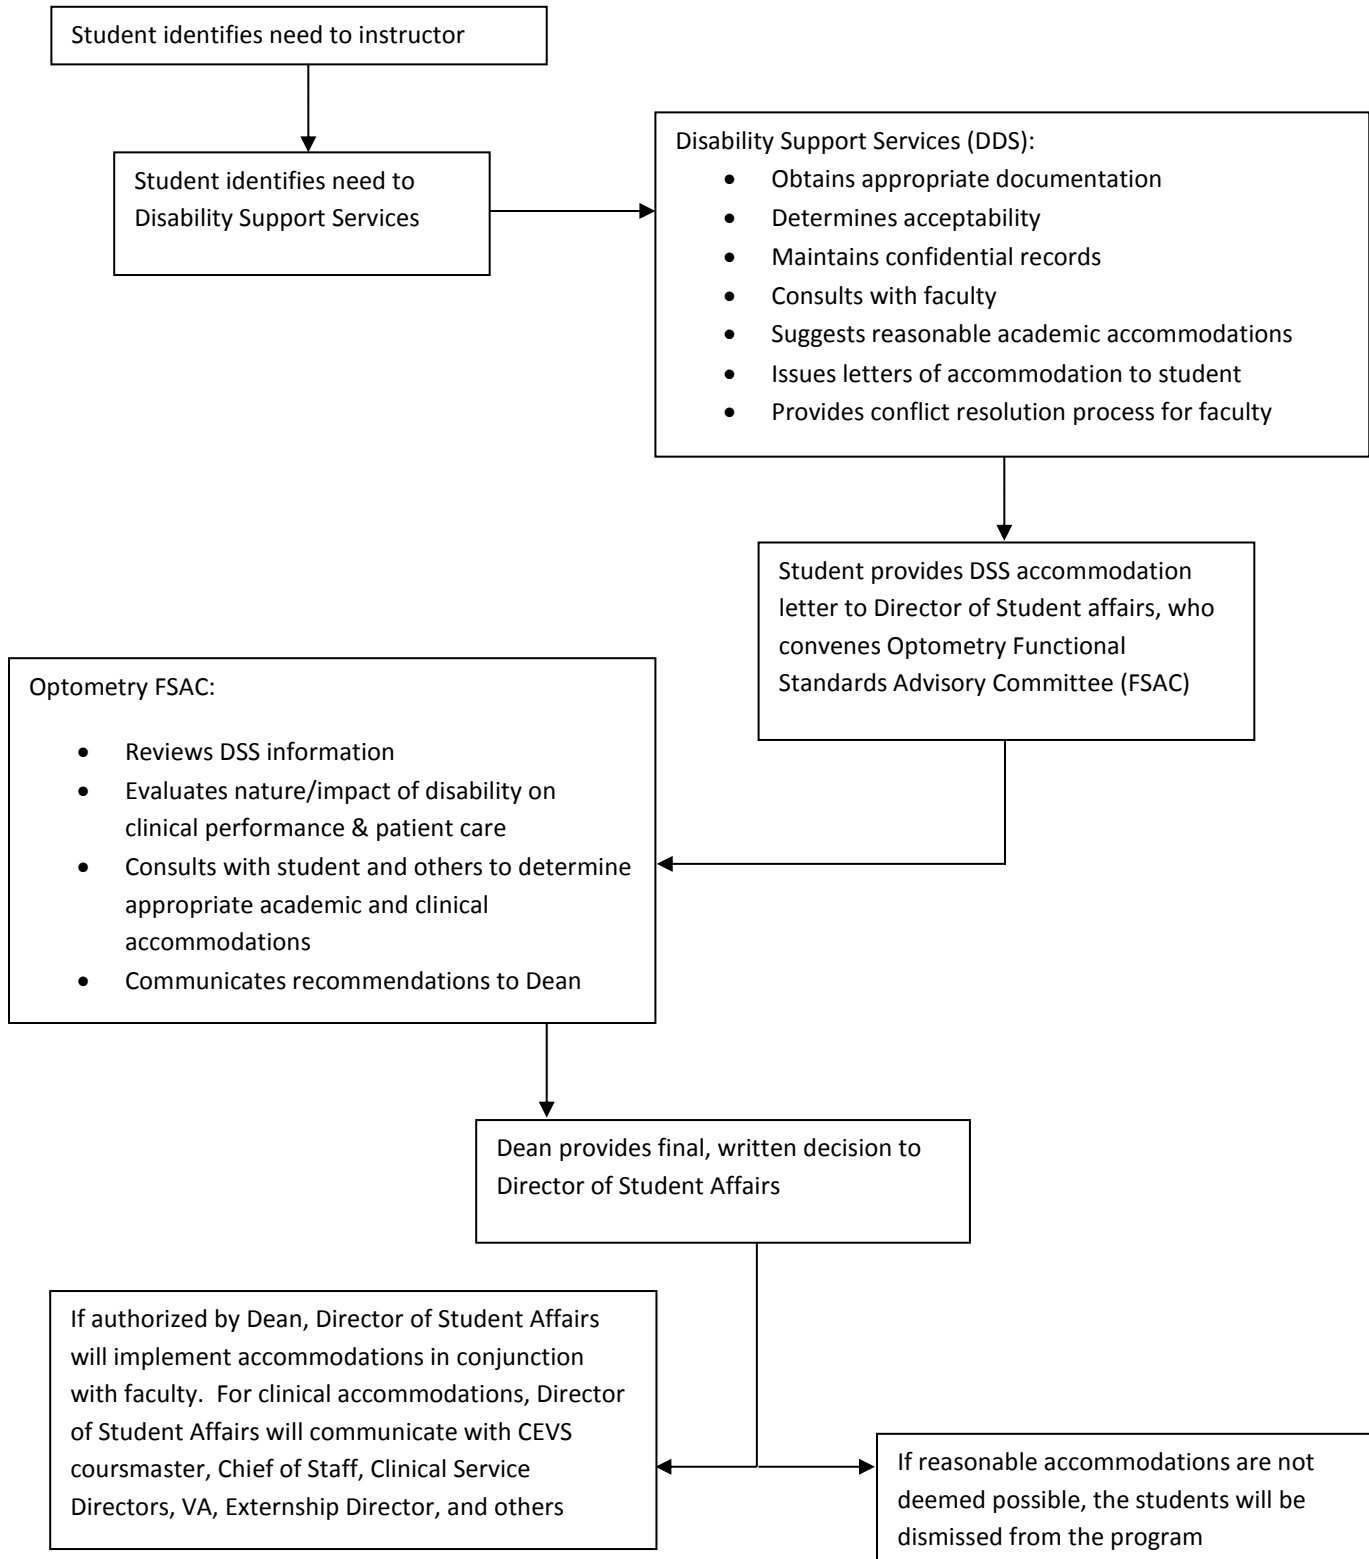 Student identifies need to instructor
Student identifies need to
Disability Support Services
Disability Support Services (DDS):
• Obtains appropriate documentation
• Determines acceptability
• Maintains confidential records
• Consults with faculty
• Suggests reasonable academic accommodations
• Issues letters of accommodation to student
• Provides conflict resolution process for faculty
Student provides DSS accommodation
letter to Director of Student affairs, who
convenes Optometry Functional
Standards Advisory Committee (FSAC)
Optometry FSAC:
• Reviews DSS information
• Evaluates nature/impact of disability on
clinical performance & patient care
• Consults with student and others to determine
appropriate academic and clinical
accommodations
• Communicates recommendations to Dean
Dean provides final, written decision to
Director of Student Affairs
If authorized by Dean, Director of Student Affairs
will implement accommodations in conjunction
with faculty.  For clinical accommodations, Director
of Student Affairs will communicate with CEVS
coursmaster, Chief of Staff, Clinical Service
Directors, VA, Externship Director, and others
If reasonable accommodations are not
deemed possible, the students will be
dismissed from the program